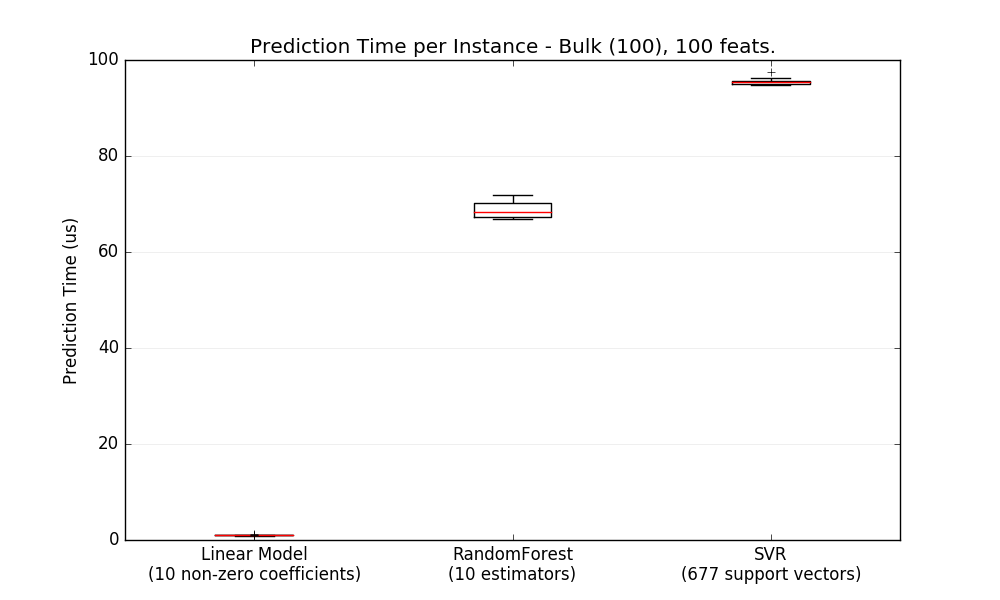 Prediction Time per Instance - Bulk (100), 100 feats.
100
80
60
40
20
0
Prediction Time (us)
Linear Model
(10 non-zero coefficients)
RandomForest
(10 estimators)
SVR
(677 support vectors)